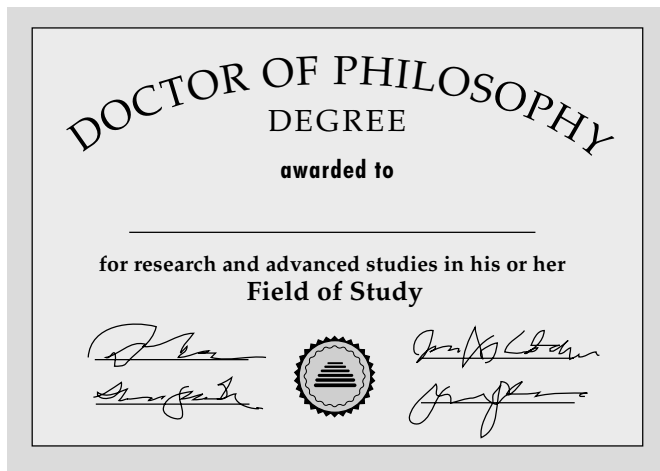 DOCTOR OF PHILOSOPHY
DEGREE
awarded to
for research and advanced studies in his or her
Field of Study